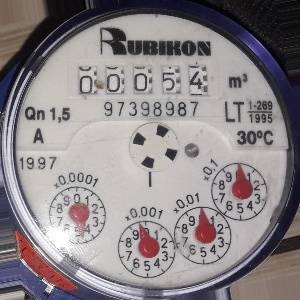 RUBIKON
00054 m³
Qn 1,5
97398987
LT 1-269
1995
A
30°C
1997
x0,0001
x0,1
x0,001
x0,01